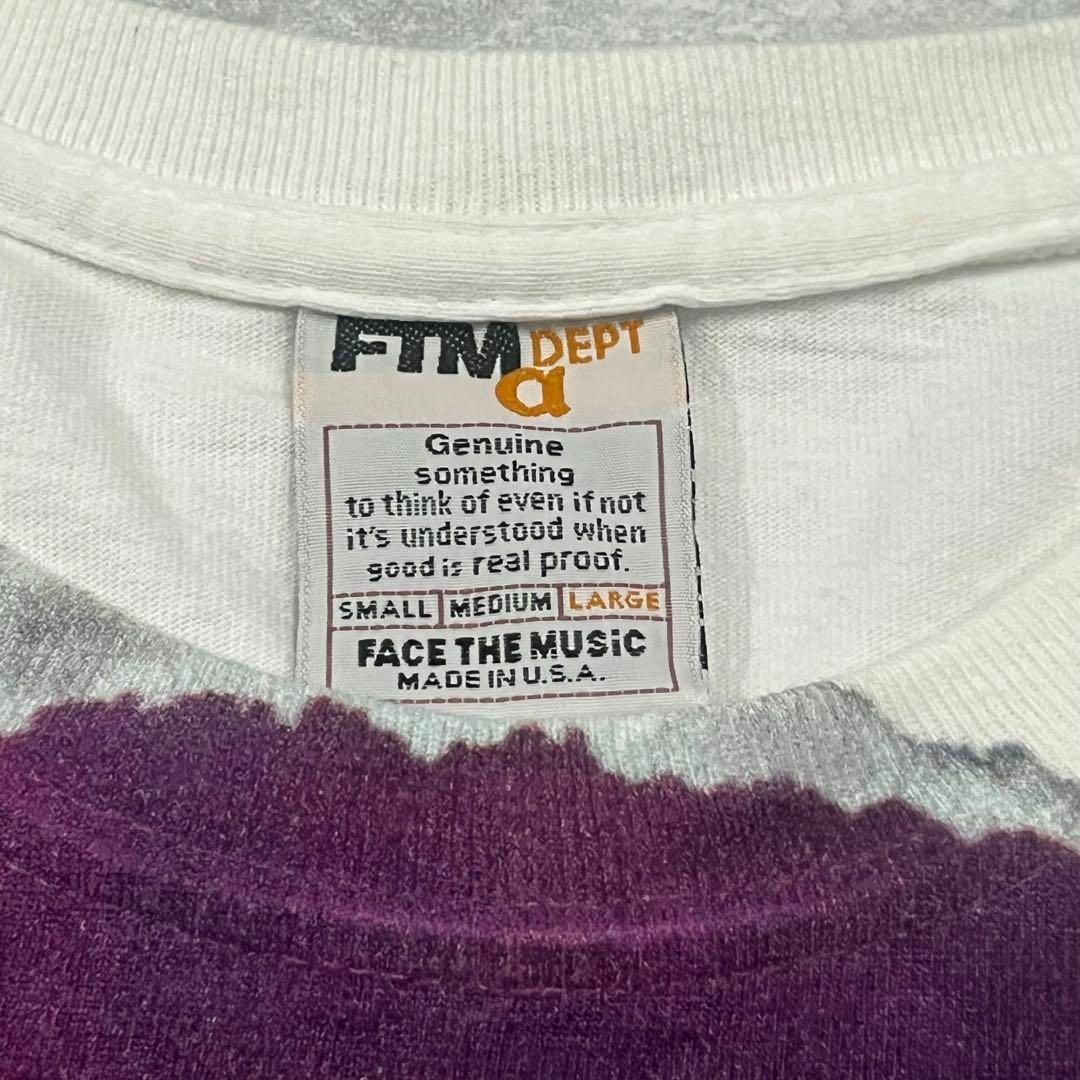 FTM DEPT
a
Genuine
something
to think of even if not
it's understood when
good is real proof.
SMALL MEDIUM LARGE
FACE THE MUSIC
MADE IN U.S.A.